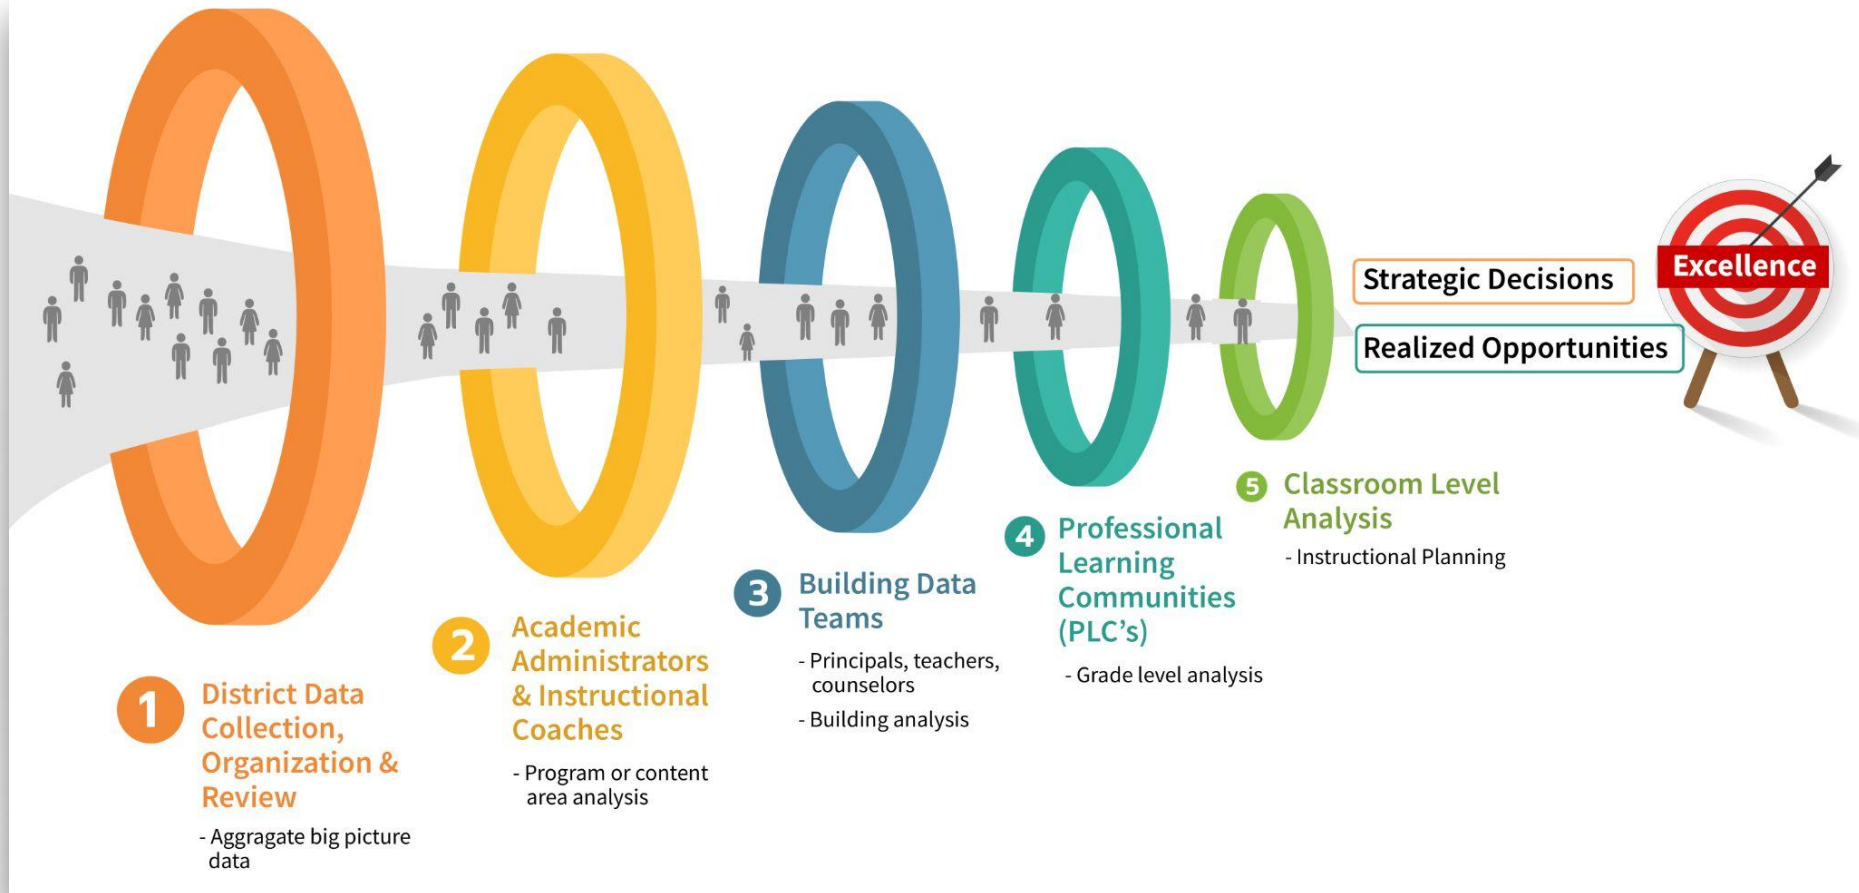 1
District Data
Collection,
Organization &
Review
- Aggragate big picture
data
2
Academic
Administrators
& Instructional
Coaches
- Program or content
area analysis
3
Building Data
Teams
- Principals, teachers,
counselors
- Building analysis
4
Professional
Learning
Communities
(PLC’s)
- Grade level analysis
5
Classroom Level
Analysis
- Instructional Planning
Strategic Decisions
Realized Opportunities
Excellence